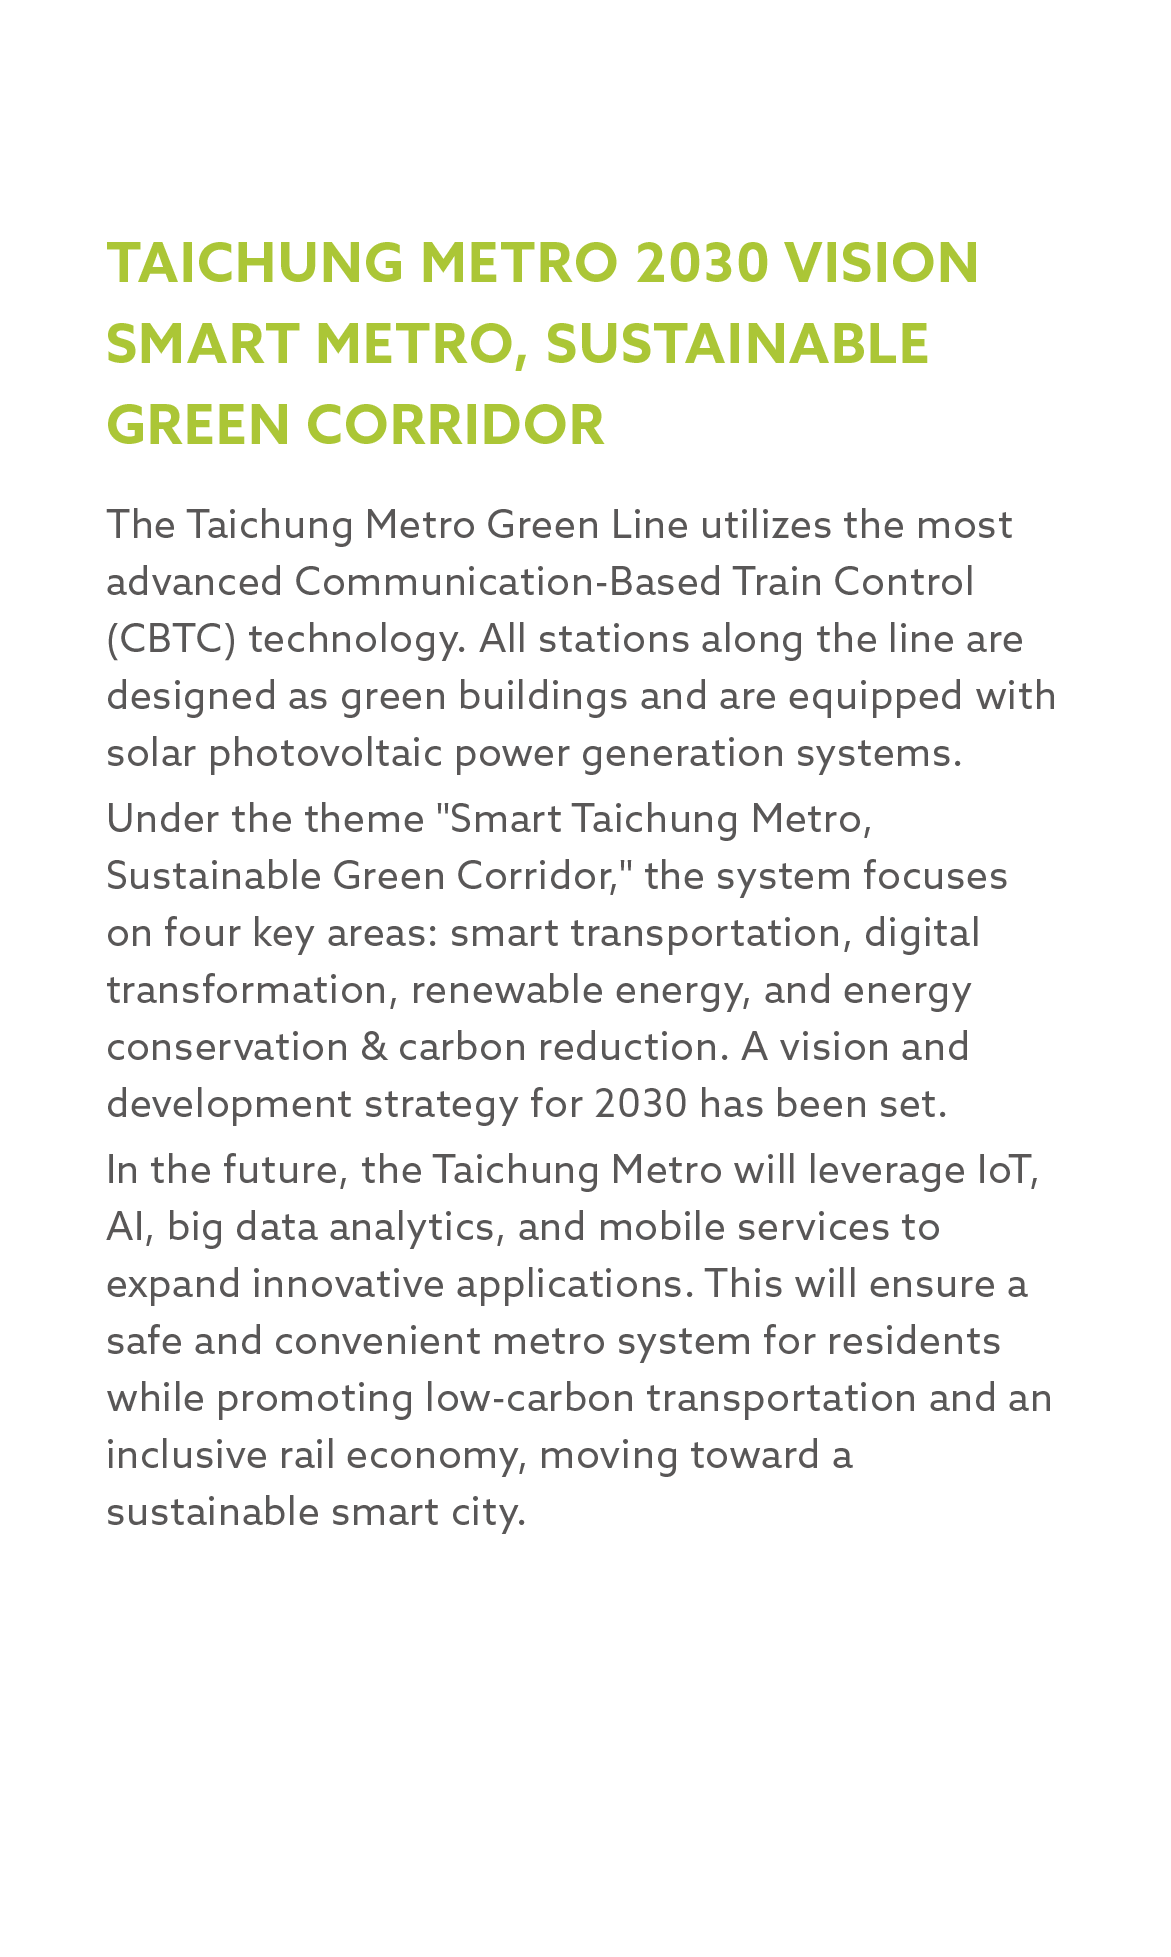 TAICHUNG METRO 2030 VISION
SMART METRO, SUSTAINABLE
GREEN CORRIDOR
The Taichung Metro Green Line utilizes the most
advanced Communication-Based Train Control
(CBTC) technology. All stations along the line are
designed as green buildings and are equipped with
solar photovoltaic power generation systems.
Under the theme "Smart Taichung Metro,
Sustainable Green Corridor," the system focuses
on four key areas: smart transportation, digital
transformation, renewable energy, and energy
conservation & carbon reduction. A vision and
development strategy for 2030 has been set.
In the future, the Taichung Metro will leverage IoT,
AI, big data analytics, and mobile services to
expand innovative applications. This will ensure a
safe and convenient metro system for residents
while promoting low-carbon transportation and an
inclusive rail economy, moving toward a
sustainable smart city.